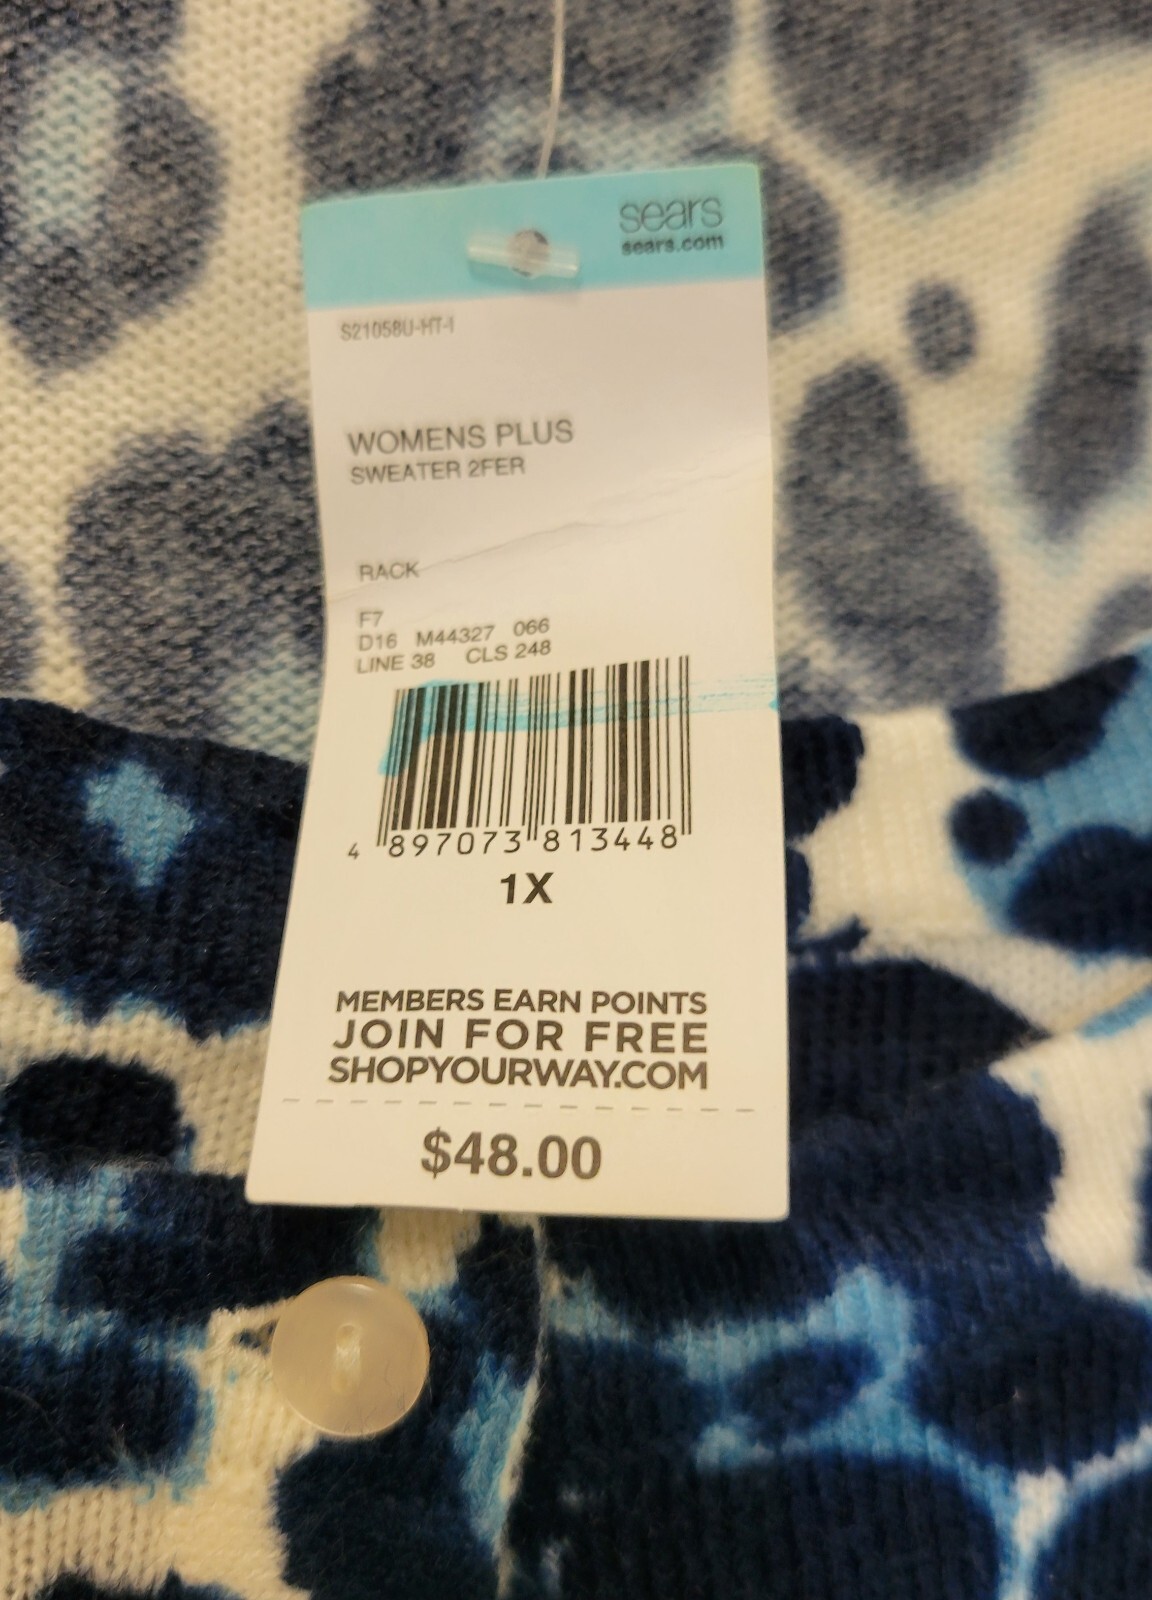 sears
sears.com
S21058U-HT-I
WOMENS PLUS
SWEATER 2FER
RACK
F7
D16 M44327 066
LINE 38 CLS 248
4 897073 813448
1X
MEMBERS EARN POINTS
JOIN FOR FREE
SHOPYOURWAY.COM
$48.00